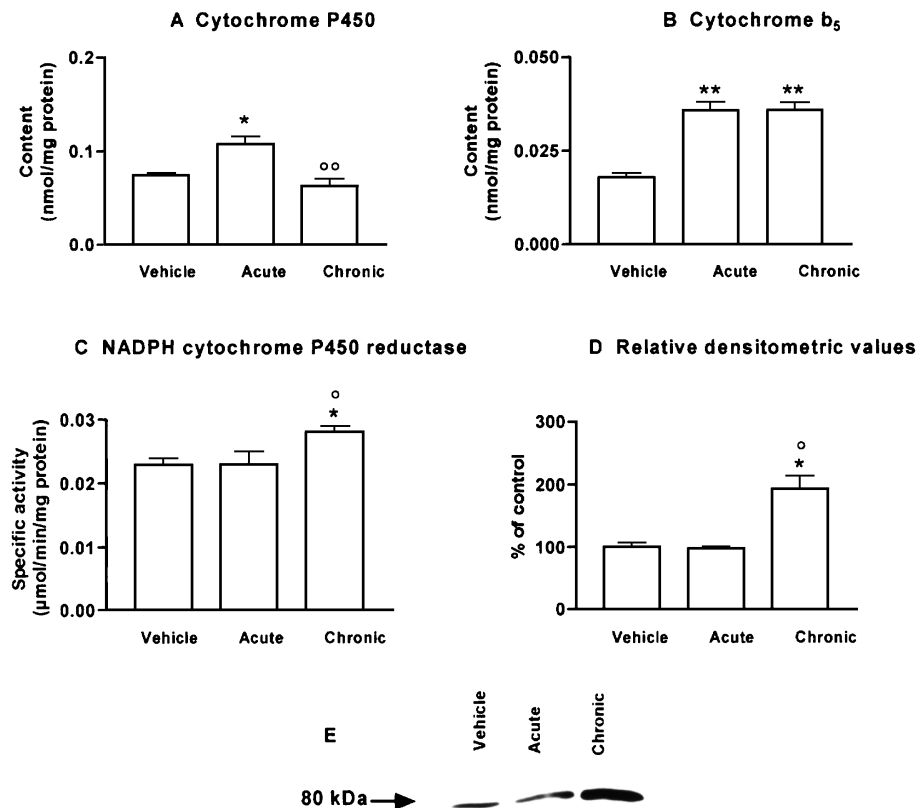 A Cytochrome P450
Content
(nmol/mg protein)
0.2
0.1
0.0
*
°°
Vehicle Acute Chronic
B Cytochrome b5
Content
(nmol/mg protein)
0.050
0.025
0.000
** **
Vehicle Acute Chronic
C NADPH cytochrome P450 reductase
Specific activity
(µmol/min/mg protein)
0.03
0.02
0.01
0.00
°
*
Vehicle Acute Chronic
D Relative densitometric values
% of control
300
200
100
0
°
*
Vehicle Acute Chronic
E
Vehicle
Acute
Chronic
80 kDa